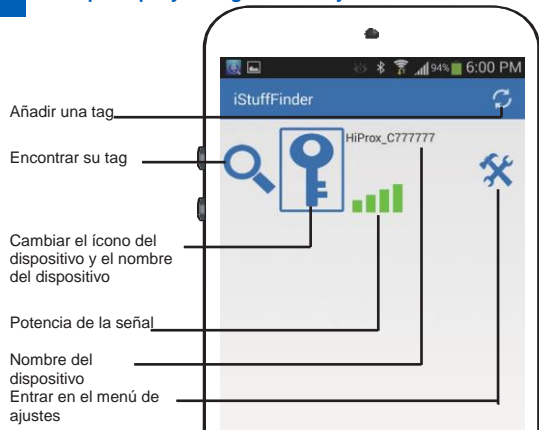 94% 6:00 PM
iStuffFinder
Añadir una tag
HiProx_C777777
Encontrar su tag
Cambiar el ícono del
dispositivo y el nombre
del dispositivo
Potencia de la señal
Nombre del
dispositivo
Entrar en el menú de
ajustes